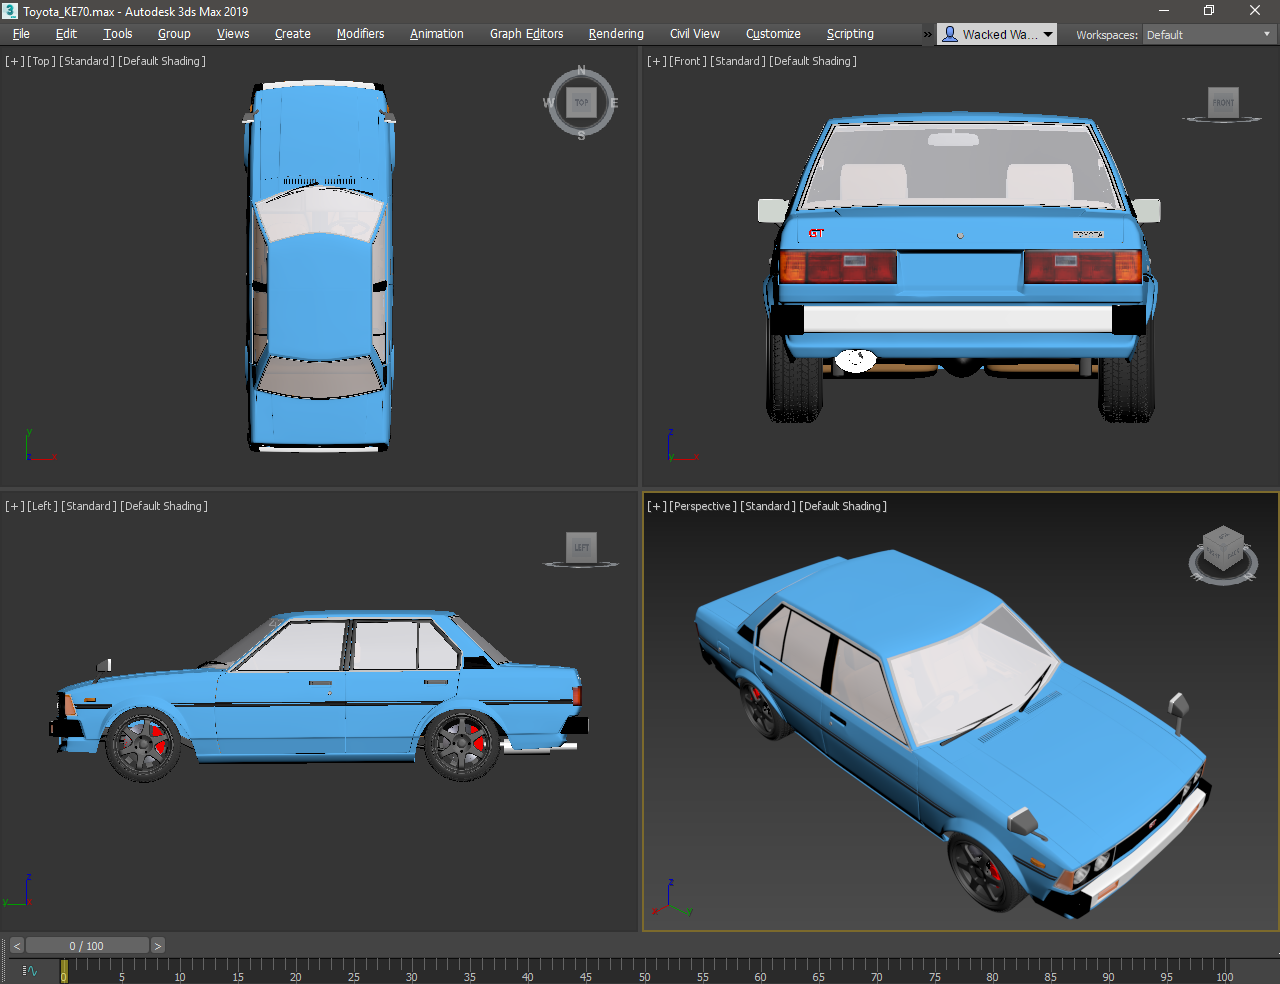 Toyota_KE70.max - Autodesk 3ds Max 2019
File Edit Tools Group Views Create Modifiers Animation Graph Editors Rendering Civil View Customize Scripting » Wacked Wa... Workspaces: Default
[+] [Top] [Standard] [Default Shading]
N
W TOP E
S
y
z x
[+] [Front] [Standard] [Default Shading]
FRONT
GT
TOYOTA
z
y x
[+] [Left] [Standard] [Default Shading]
LEFT
z
y x
[+] [Perspective] [Standard] [Default Shading]
z
x y
< 0 / 100 >
0 5 10 15 20 25 30 35 40 45 50 55 60 65 70 75 80 85 90 95 100